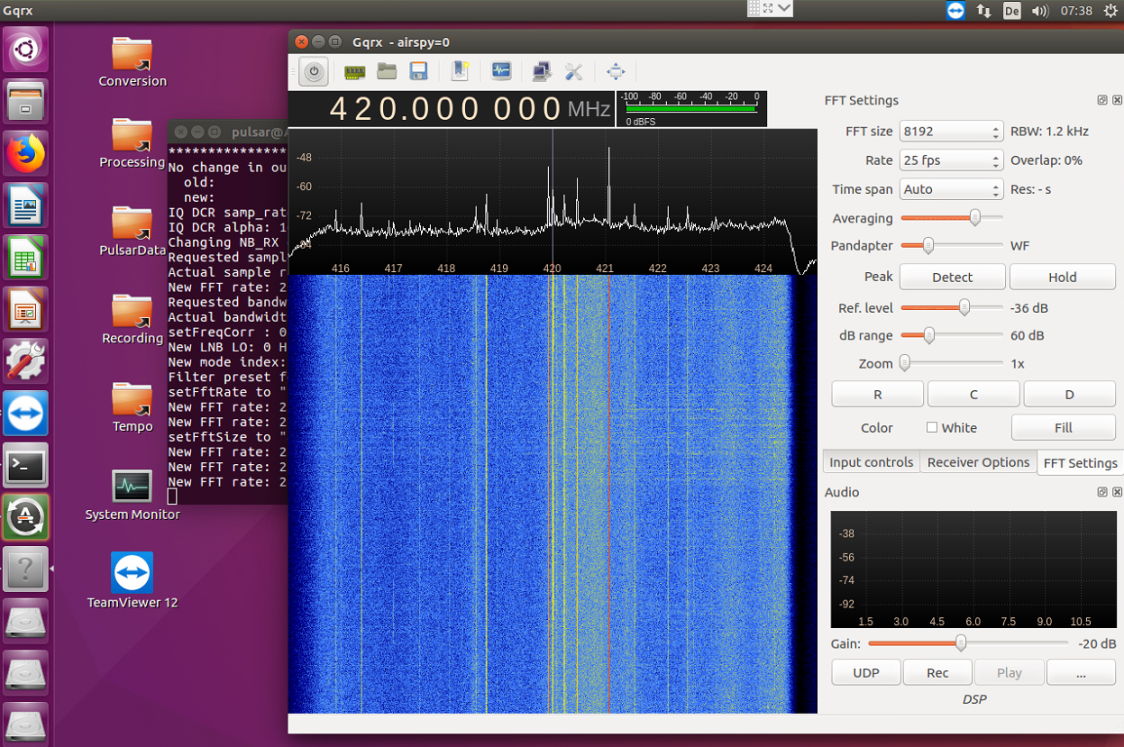 Gqrx
De
07:38
Conversion
Processing
PulsarData
Recording
Tempo
System Monitor
TeamViewer 12
pulsar@
*****************
No change in ou
old:
new:
IQ DCR samp_rat
IQ DCR alpha: 1
Changing NB_RX
Requested sampl
Actual sample r
New FFT rate: 2
Requested bandw
Actual bandwidt
setFreqCorr : 0
New LNB LO: 0 H
New mode index:
Filter preset f
setFftRate to "
New FFT rate: 2
New FFT rate: 2
setFftSize to "
New FFT rate: 2
New FFT rate: 2
New FFT rate: 2
Gqrx - airspy=0
420.000 000 MHz
-100 -80 -60 -40 -20 0
0 dBFS
-48
-60
-72
416 417 418 419 420 421 422 423 424
FFT Settings
FFT size 8192 RBW: 1.2 kHz
Rate 25 fps Overlap: 0%
Time span Auto Res: - s
Averaging
Pandapter WF
Peak Detect Hold
Ref. level -36 dB
dB range 60 dB
Zoom 1x
R C D
Color White Fill
Input controls Receiver Options FFT Settings
Audio
-38
-56
-74
-92
1.5 3.0 4.5 6.0 7.5 9.0 10.5
Gain: -20 dB
UDP Rec Play ...
DSP